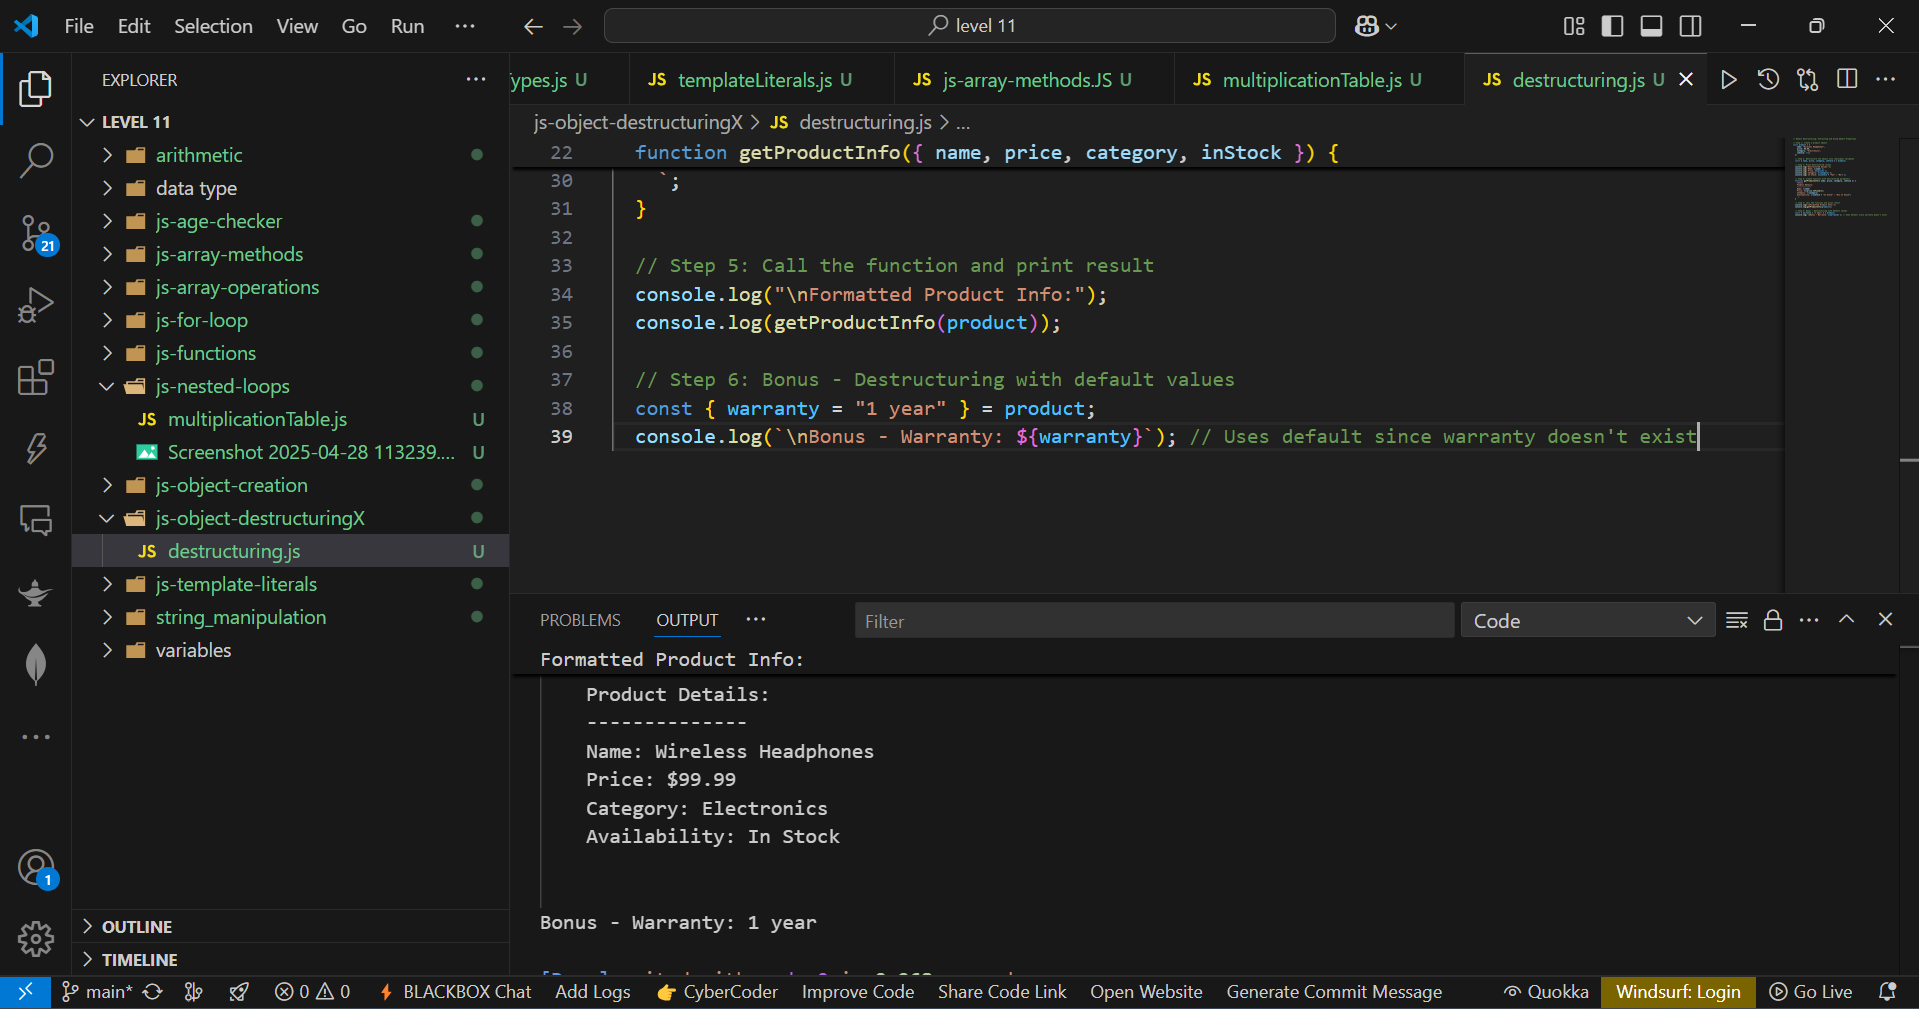 File Edit Selection View Go Run ··· level 11
EXPLORER
LEVEL 11
arithmetic
data type
js-age-checker
js-array-methods
js-array-operations
js-for-loop
js-functions
js-nested-loops
JS multiplicationTable.js U
Screenshot 2025-04-28 113239.... U
js-object-creation
js-object-destructuringX
JS destructuring.js U
js-template-literals
string_manipulation
variables
OUTLINE
TIMELINE
21
1
ypes.js U JS templateLiterals.js U JS js-array-methods.JS U JS multiplicationTable.js U JS destructuring.js U
js-object-destructuringX > JS destructuring.js > ...
22 function getProductInfo({ name, price, category, inStock }) {
30 `;
31 }
32
33 // Step 5: Call the function and print result
34 console.log("\nFormatted Product Info:");
35 console.log(getProductInfo(product));
36
37 // Step 6: Bonus - Destructuring with default values
38 const { warranty = "1 year" } = product;
39 console.log(`\nBonus - Warranty: ${warranty}`); // Uses default since warranty doesn't exist
PROBLEMS OUTPUT ··· Filter Code
Formatted Product Info:
Product Details:
--------------
Name: Wireless Headphones
Price: $99.99
Category: Electronics
Availability: In Stock
Bonus - Warranty: 1 year
main* 0 0 BLACKBOX Chat Add Logs CyberCoder Improve Code Share Code Link Open Website Generate Commit Message Quokka Windsurf: Login Go Live